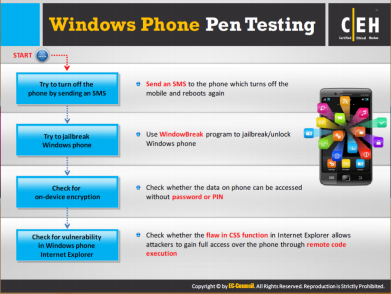 Windows Phone Pen Testing
CEH
Certified Ethical Hacker
START
Try to turn off the
phone by sending an SMS
Send an SMS to the phone which turns off the
mobile and reboots again
Try to Jailbreak
Windows phone
Use WindowBreak program to jailbreak/unlock
Windows phone
Check for
on-device encryption
Check whether the data on phone can be accessed
without password or PIN
Check for vulnerability
in Windows phone
Internet Explorer
Check whether the flaw in CSS function in Internet Explorer allows
attackers to gain full access over the phone through remote code
execution
Copyright © by EC-Council. All Rights Reserved. Reproduction is Strictly Prohibited.